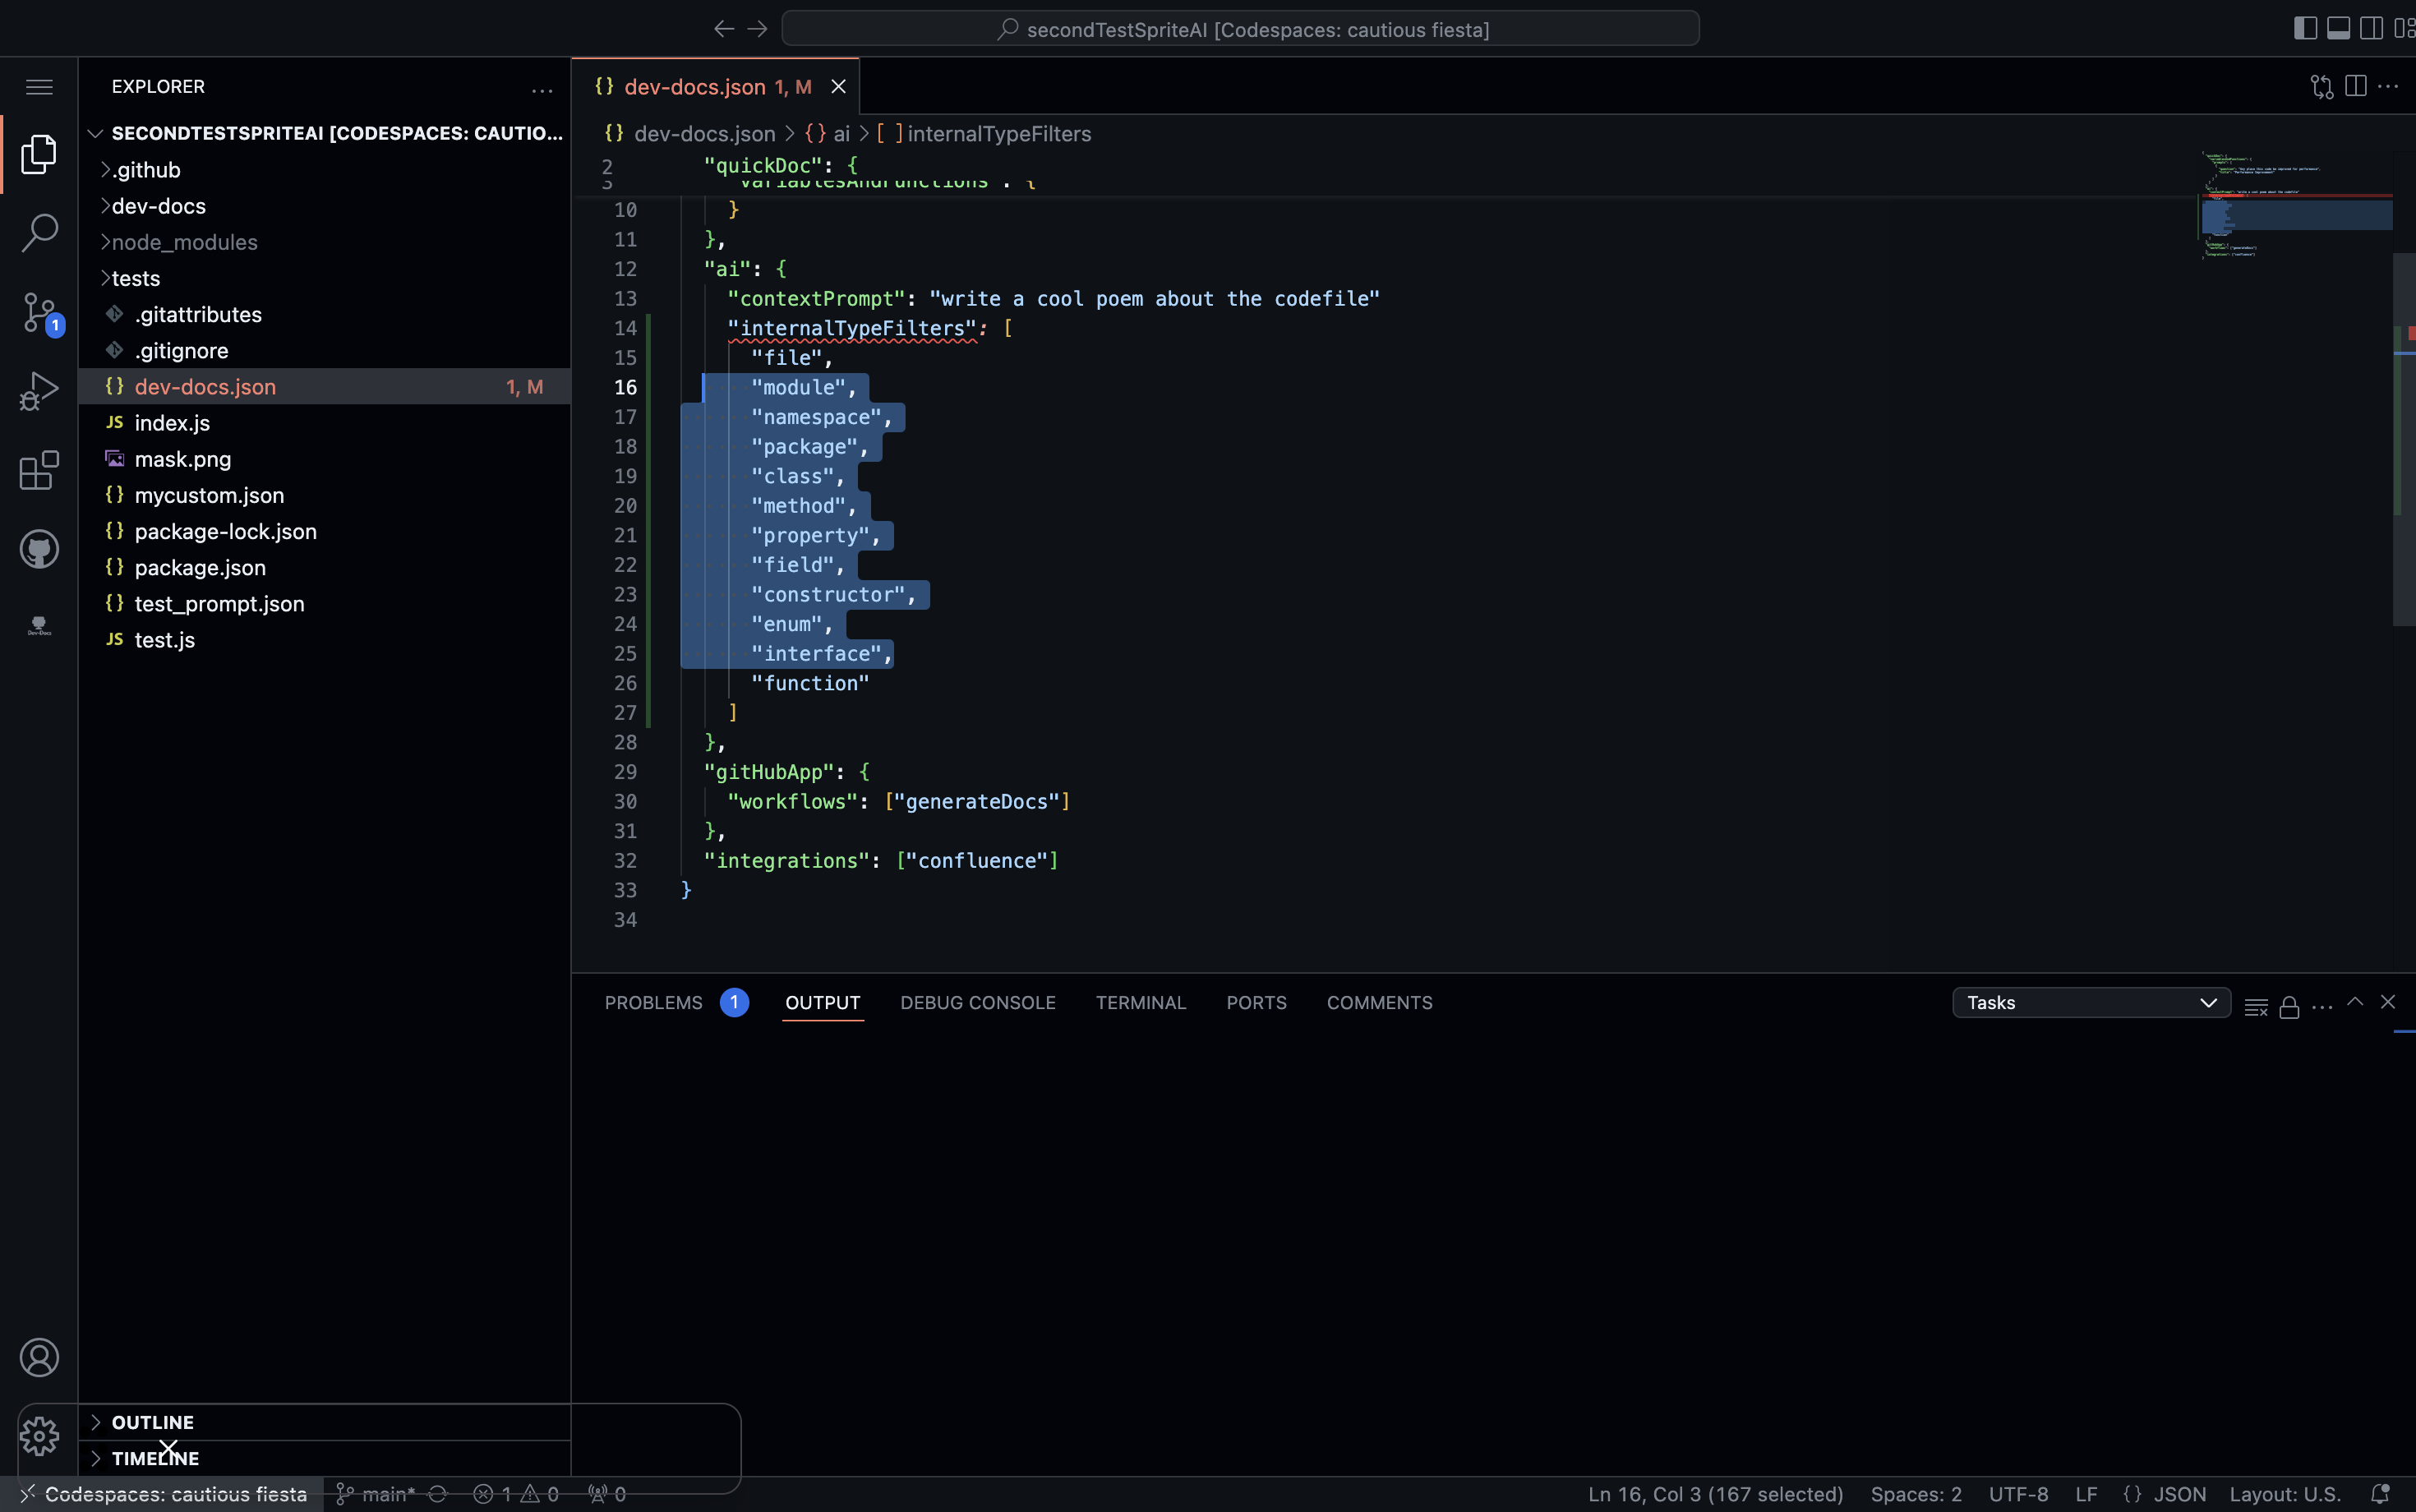 secondTestSpriteAI [Codespaces: cautious fiesta]
EXPLORER
SECONDTESTSPRITEAI [CODESPACES: CAUTIO...
.github
dev-docs
node_modules
tests
.gitattributes
.gitignore
{} dev-docs.json 1, M
JS index.js
mask.png
{} mycustom.json
{} package-lock.json
{} package.json
{} test_prompt.json
JS test.js
Dev-Docs
OUTLINE
TIMELINE
{} dev-docs.json 1, M
{} dev-docs.json > {} ai > [ ] internalTypeFilters
2 "quickDoc": {
3 "variablesAndFunctions": {
10 }
11 },
12 "ai": {
13 "contextPrompt": "write a cool poem about the codefile"
14 "internalTypeFilters": [
15 "file",
16 "module",
17 "namespace",
18 "package",
19 "class",
20 "method",
21 "property",
22 "field",
23 "constructor",
24 "enum",
25 "interface",
26 "function"
27 ]
28 },
29 "gitHubApp": {
30 "workflows": ["generateDocs"]
31 },
32 "integrations": ["confluence"]
33 }
34
PROBLEMS 1 OUTPUT DEBUG CONSOLE TERMINAL PORTS COMMENTS Tasks
1
Codespaces: cautious fiesta main* 1 0 0 Ln 16, Col 3 (167 selected) Spaces: 2 UTF-8 LF {} JSON Layout: U.S.